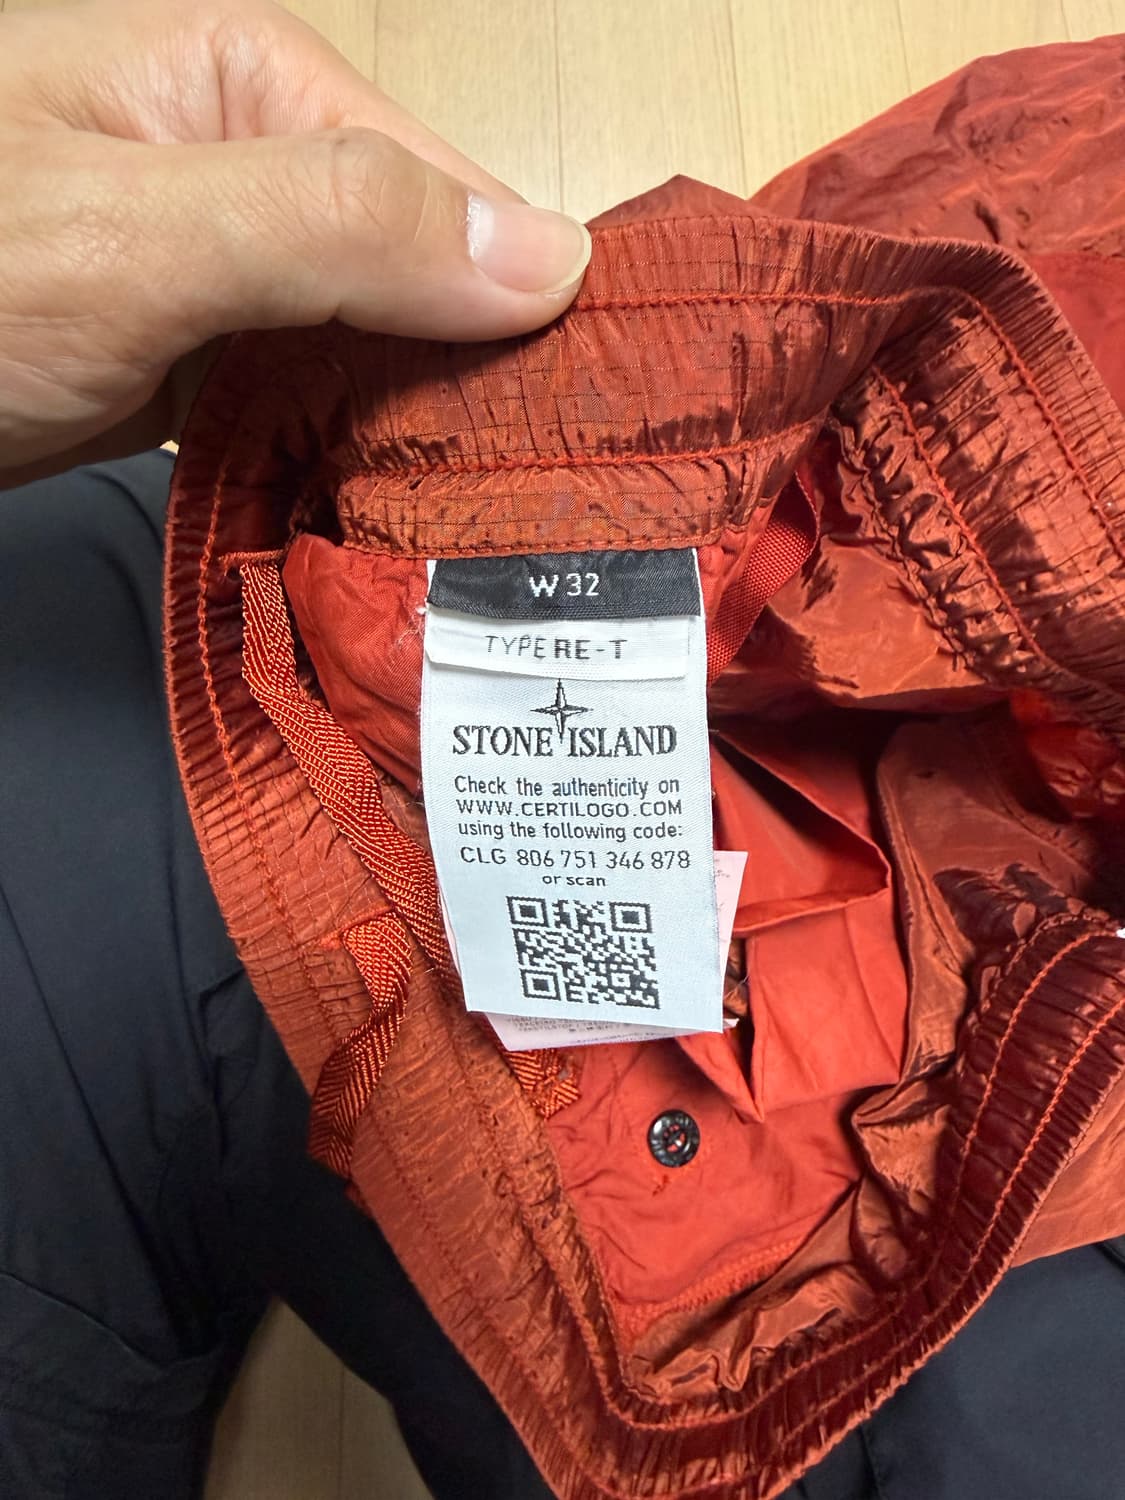 W 32
TYPE RE-T
STONE ISLAND
Check the authenticity on
WWW.CERTILOGO.COM
using the following code:
CLG 806 751 346 878
or scan